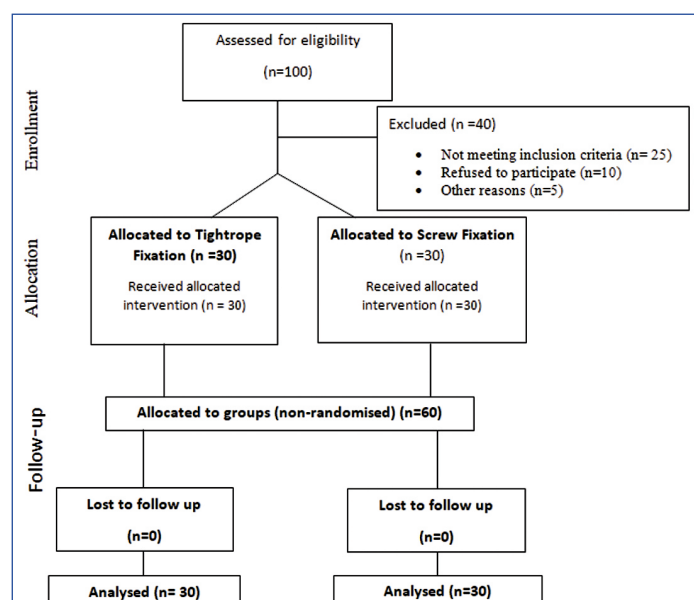 Assessed for eligibility
(n=100)
Enrollment
Excluded (n =40)
• Not meeting inclusion criteria (n= 25)
• Refused to participate (n=10)
• Other reasons (n=5)
Allocation
Allocated to Tightrope
Fixation (n =30)
Received allocated
intervention (n = 30)
Allocated to Screw Fixation
(n =30)
Received allocated
intervention (n =30)
Allocated to groups (non-randomised) (n=60)
Follow-up
Lost to follow up
(n=0)
Lost to follow up
(n=0)
Analysed (n= 30)
Analysed (n=30)